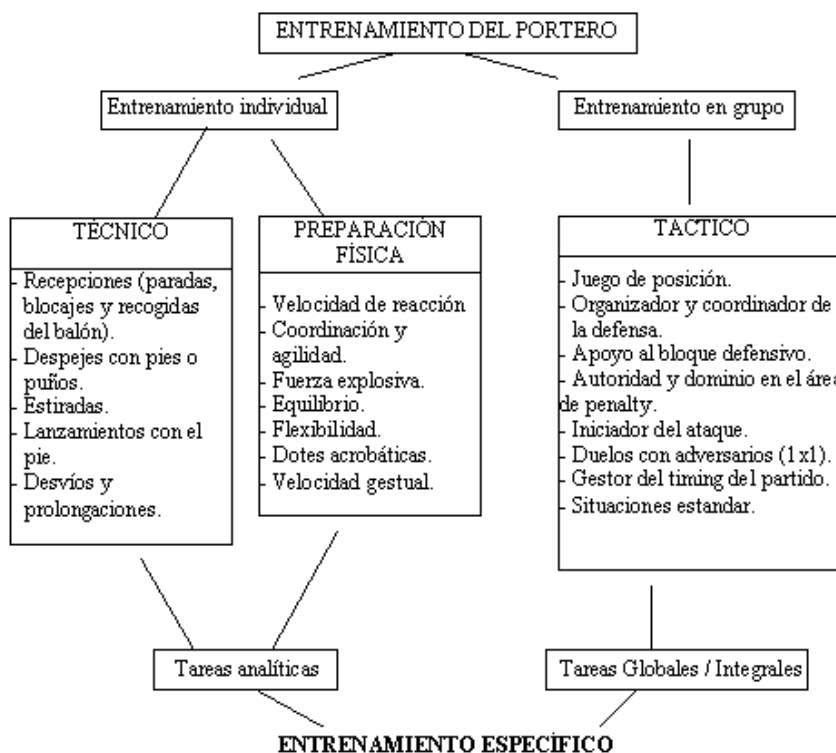 ENTRENAMIENTO DEL PORTERO
Entrenamiento individual
Entrenamiento en grupo
TÉCNICO
- Recepciones (paradas,
blocajes y recogidas
del balón).
- Despejes con pies o
puños.
- Estiradas.
- Lanzamientos con el
pie.
- Desvíos y
prolongaciones.
PREPARACIÓN
FÍSICA
- Velocidad de reacción
- Coordinación y
agilidad.
- Fuerza explosiva.
- Equilibrio.
- Flexibilidad.
- Dotes acrobáticas.
- Velocidad gestual.
TACTICO
- Juego de posición.
- Organizador y coordinador de
la defensa.
- Apoyo al bloque defensivo.
- Autoridad y dominio en el área
de penalty.
- Iniciador del ataque.
- Duelos con adversarios (1x1).
- Gestor del timing del partido.
- Situaciones estandar.
Tareas analíticas
Tareas Globales / Integrales
ENTRENAMIENTO ESPECÍFICO